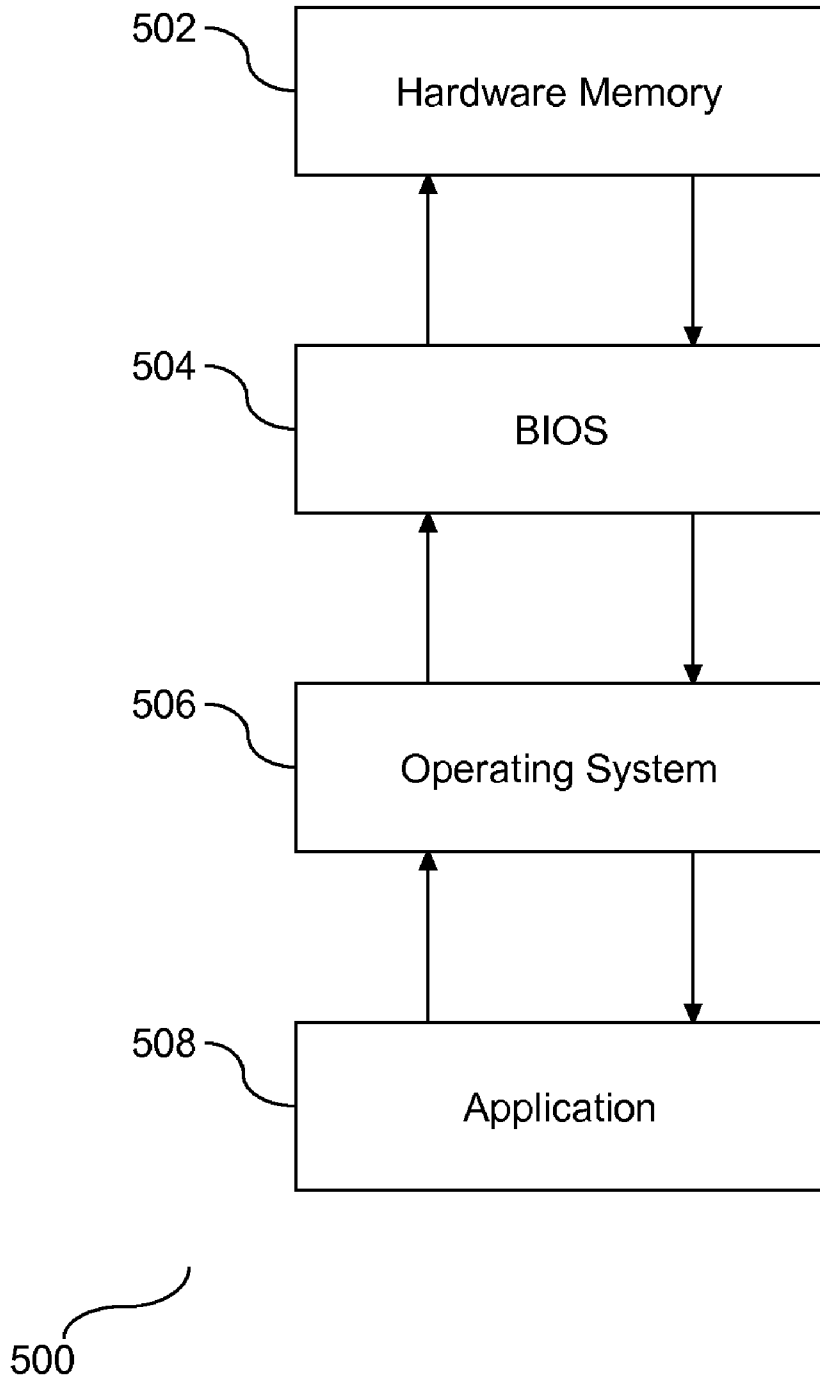 502
Hardware Memory
504
BIOS
506
Operating System
508
Application
500